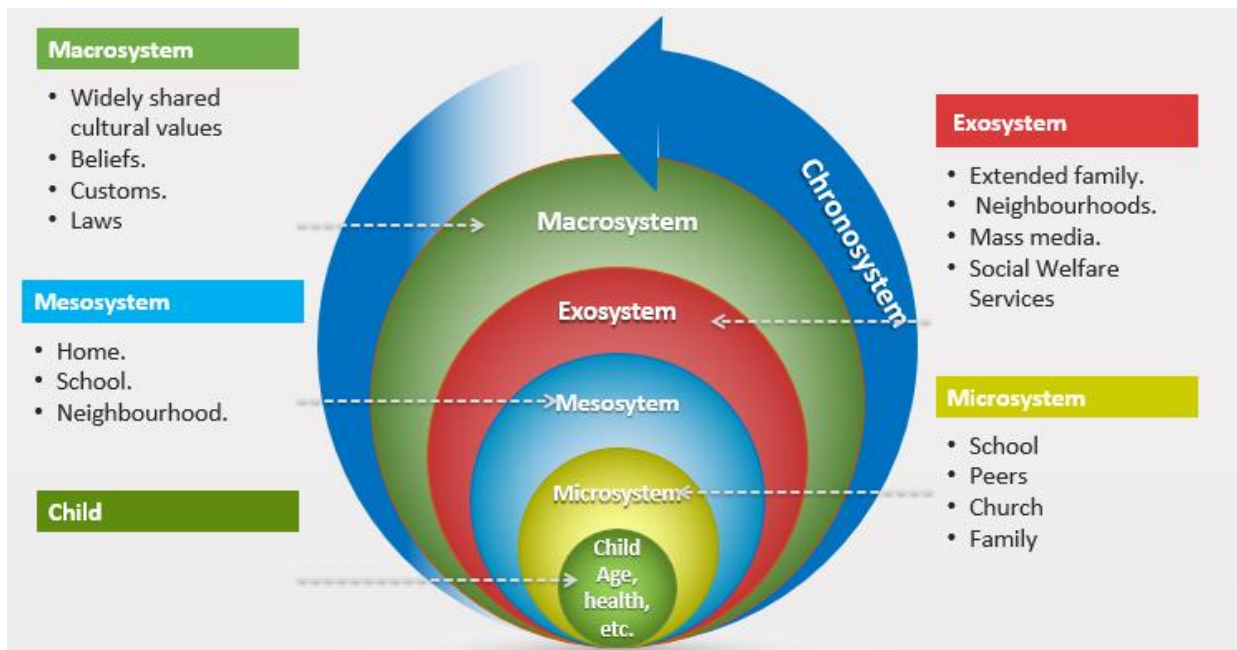 Macrosystem
• Widely shared
cultural values
• Beliefs.
• Customs.
• Laws
Mesosystem
• Home.
• School.
• Neighbourhood.
Child
Chronosystem
Macrosystem
Exosystem
Mesosytem
Microsystem
Child
Age,
health,
etc.
Exosystem
• Extended family.
• Neighbourhoods.
• Mass media.
• Social Welfare
Services
Microsystem
• School
• Peers
• Church
• Family